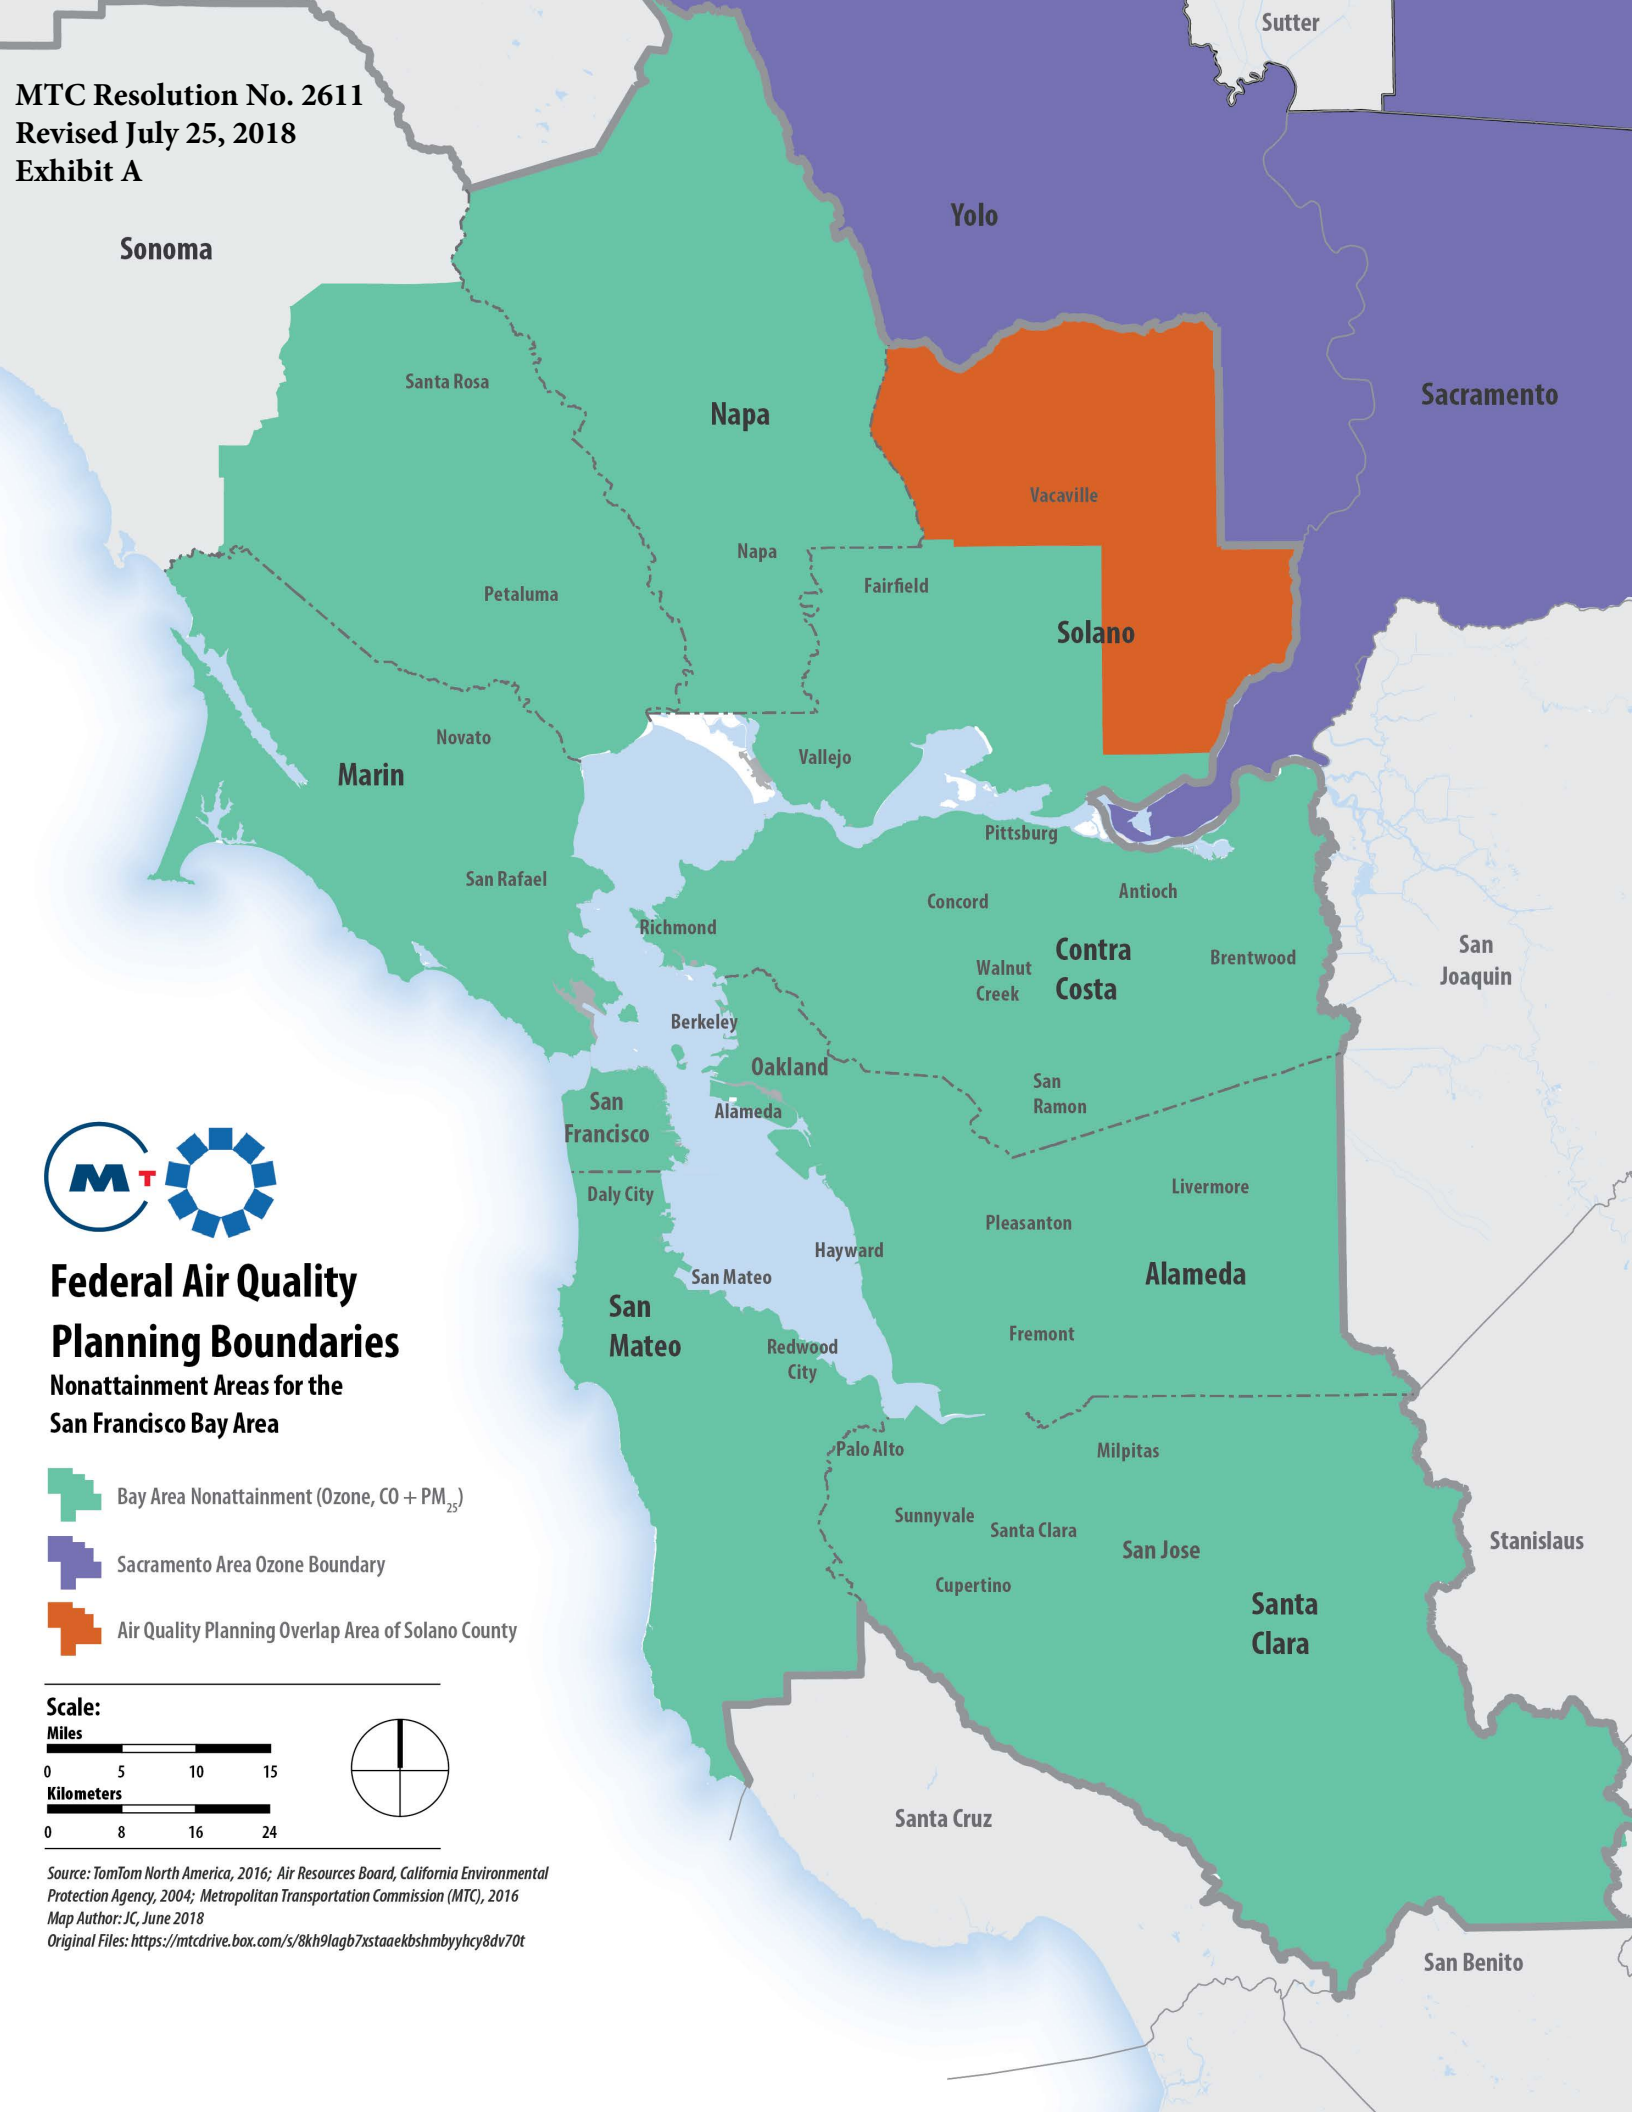 MTC Resolution No. 2611
Revised July 25, 2018
Exhibit A
Sutter
Sonoma
Yolo
Sacramento
Santa Rosa
Napa
Vacaville
Napa
Fairfield
Petaluma
Solano
Novato
Marin
Vallejo
Pittsburg
San Rafael
Concord
Antioch
Richmond
Contra
Costa
Walnut
Creek
Brentwood
San
Joaquin
Berkeley
Oakland
San
Ramon
San
Francisco
Alameda
Daly City
Livermore
Pleasanton
Hayward
San Mateo
Alameda
San
Mateo
Fremont
Redwood
City
Palo Alto
Milpitas
Sunnyvale
Santa Clara
San Jose
Stanislaus
Cupertino
Santa
Clara
Santa Cruz
San Benito
M T
Federal Air Quality
Planning Boundaries
Nonattainment Areas for the
San Francisco Bay Area
Bay Area Nonattainment (Ozone, CO + PM25)
Sacramento Area Ozone Boundary
Air Quality Planning Overlap Area of Solano County
Scale:
Miles
0 5 10 15
Kilometers
0 8 16 24
Source: TomTom North America, 2016; Air Resources Board, California Environmental
Protection Agency, 2004; Metropolitan Transportation Commission (MTC), 2016
Map Author: JC, June 2018
Original Files: https://mtcdrive.box.com/s/8kh9lagb7xstaaekbshmbyyhcy8dv70t